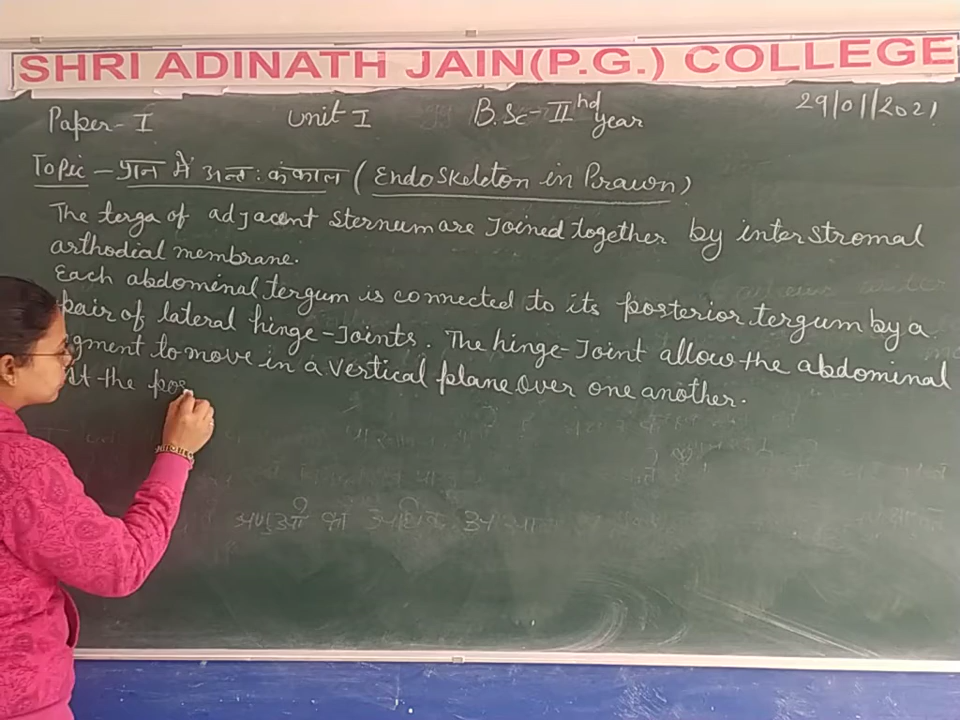 SHRI ADINATH JAIN(P.G.) COLLEGE
Paper-I Unit I B.Sc-IInd year 29/01/2021
Topic - प्रान में अन्त: कंकाल (Endoskeleton in Prawn)
The terga of adjacent sternum are Joined together by interstromal
arthodial membrane.
Each abdominal tergum is connected to its posterior tergum by a
pair of lateral hinge-Joints. The hinge-Joint allow the abdominal
gment to move in a vertical plane over one another.
the pos